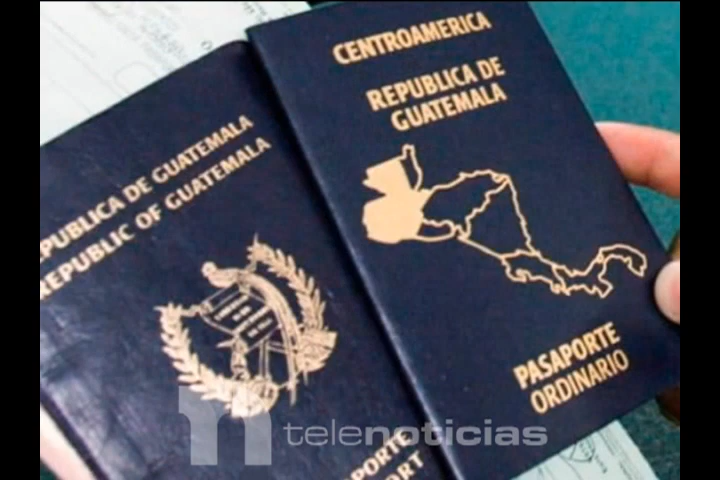 CENTROAMERICA
REPUBLICA DE
GUATEMALA
PASAPORTE
ORDINARIO
REPUBLICA DE GUATEMALA
REPUBLIC OF GUATEMALA
telenoticias